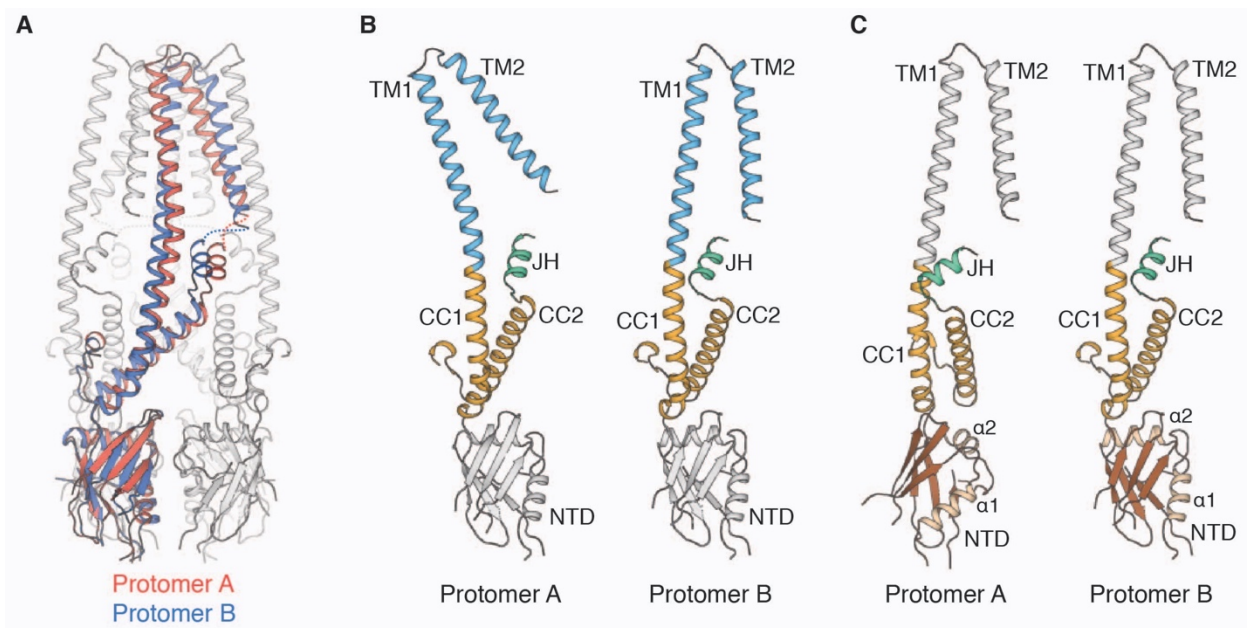 A
Protomer A
Protomer B
B
TM1
TM2
JH
CC1
CC2
TM1
TM2
JH
CC1
CC2
NTD
NTD
Protomer A
Protomer B
C
TM1
TM2
JH
CC2
CC1
α2
α1
NTD
TM1
TM2
JH
CC1
CC2
α2
α1
NTD
Protomer A
Protomer B